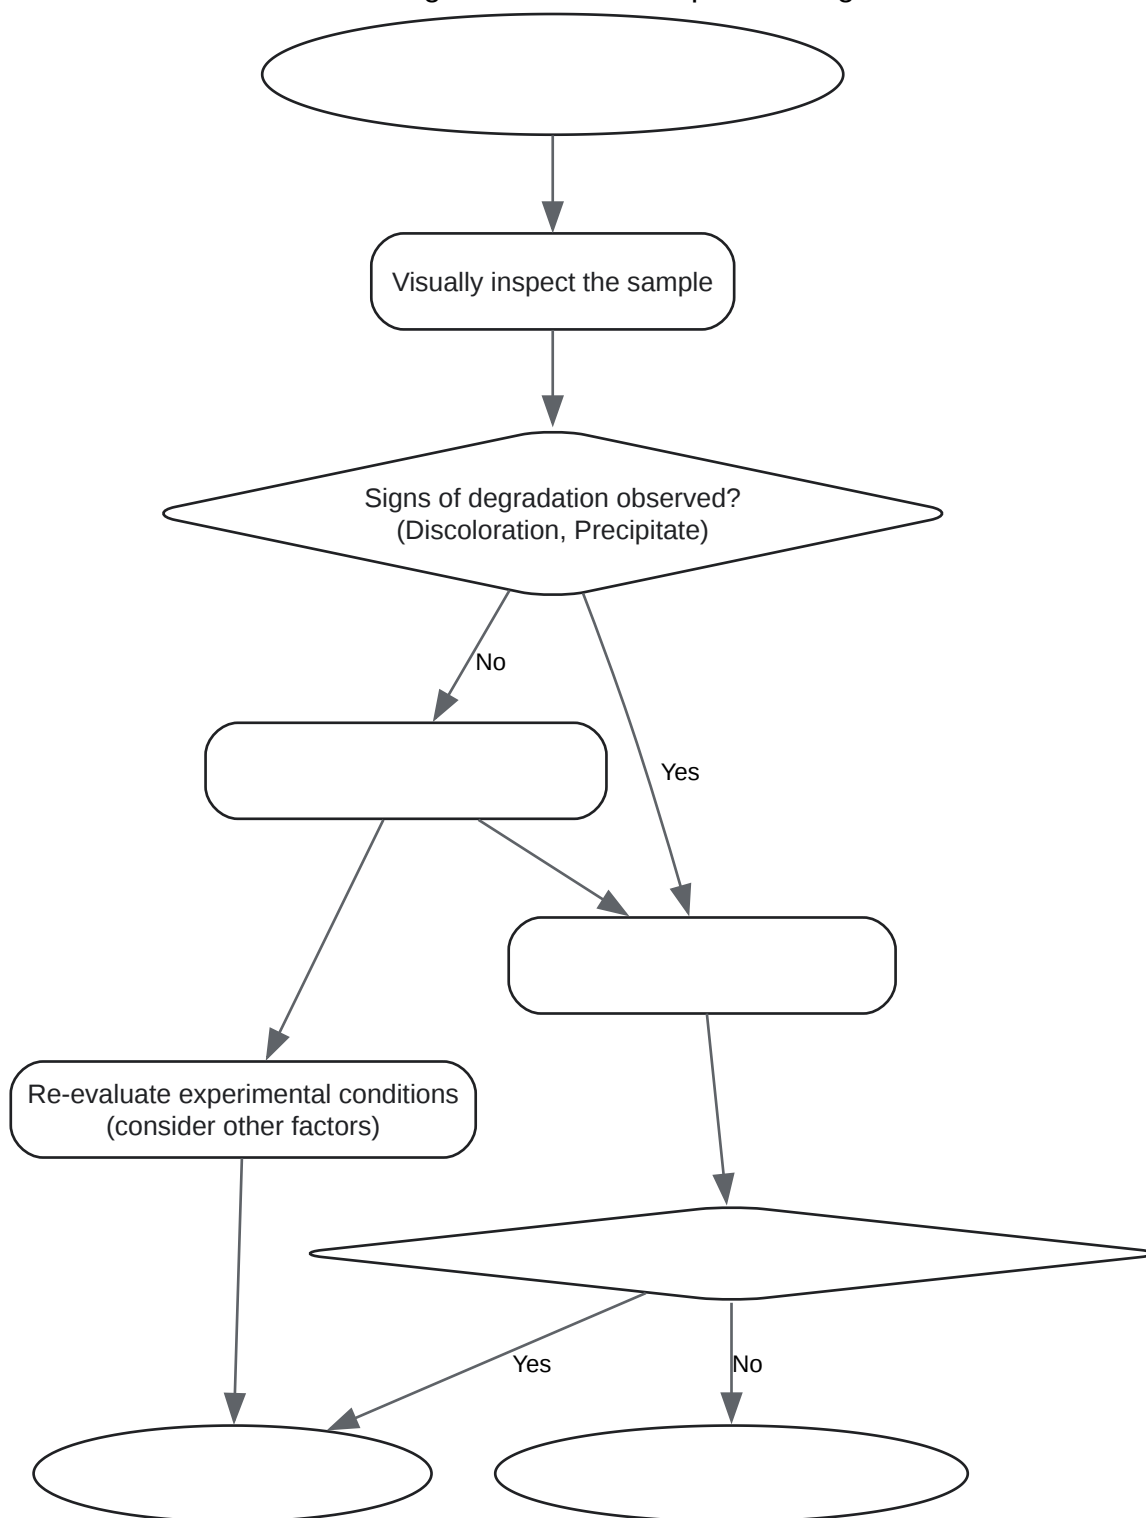 Visually inspect the sample
Signs of degradation observed?
(Discoloration, Precipitate)
No
Yes
Re-evaluate experimental conditions
(consider other factors)
Yes
No